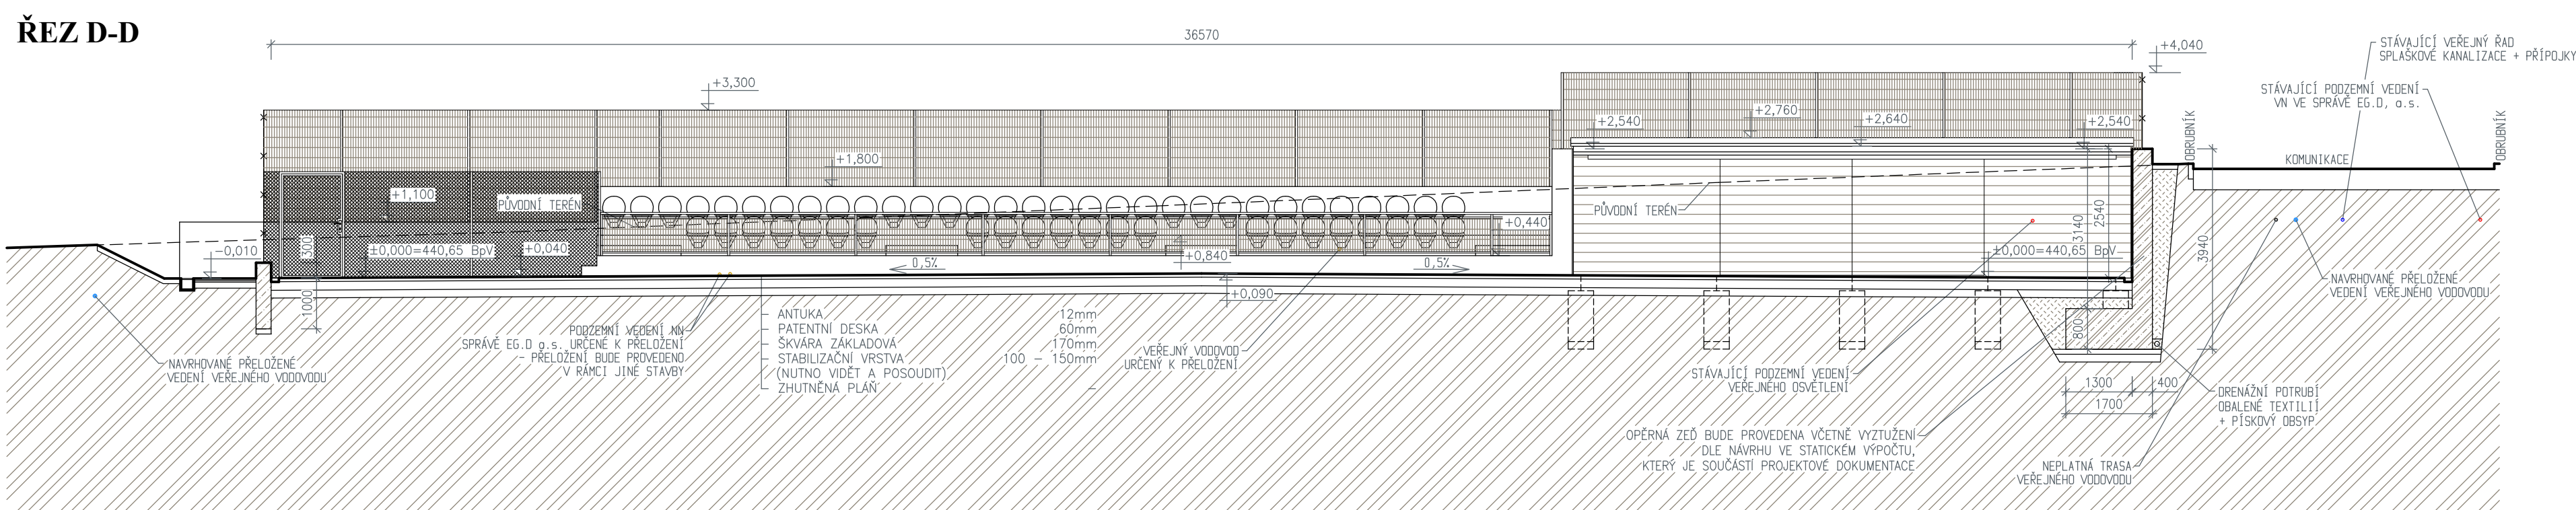 ŘEZ D-D
36570
+4,040
STÁVAJÍCÍ VEŘEJNÝ ŘAD
SPLAŠKOVÉ KANALIZACE + PŘÍPOJKY
+3,300
STÁVAJÍCÍ PODZEMNÍ VEDENÍ
VN VE SPRÁVĚ EG.D, a.s.
+2,540
+2,760
+2,640
+2,540
OBRUBNÍK
KOMUNIKACE
OBRUBNÍK
+1,800
+1,100
PŮVODNÍ TERÉN
PŮVODNÍ TERÉN
+0,440
3140
2540
3940
-0,010
1300
±0,000=440,65 BpV
+0,040
+0,840
0,5%
0,5%
±0,000=440,65 BpV
+0,090
1000
NAVRHOVANÉ PŘELOŽENÉ
VEDENÍ VEŘEJNÉHO VODOVODU
NAVRHOVANÉ PŘELOŽENÉ
VEDENÍ VEŘEJNÉHO VODOVODU
PODZEMNÍ VEDENÍ NN
SPRÁVĚ EG.D a.s. URČENÉ K PŘELOŽENÍ
- PŘELOŽENÍ BUDE PROVEDENO
V RÁMCI JINÉ STAVBY
ANTUKA 12mm
PATENTNÍ DESKA 60mm
ŠKVÁRA ZÁKLADOVÁ 170mm
STABILIZAČNÍ VRSTVA 100 - 150mm
(NUTNO VIDĚT A POSOUDIT)
ZHUTNĚNÁ PLÁŇ -
VEŘEJNÝ VODOVOD
URČENÝ K PŘELOŽENÍ
STÁVAJÍCÍ PODZEMNÍ VEDENÍ
VEŘEJNÉHO OSVĚTLENÍ
800
1300
400
1700
DRENÁŽNÍ POTRUBÍ
OBALENÉ TEXTILIÍ
+ PÍSKOVÝ OBSYP
OPĚRNÁ ZEĎ BUDE PROVEDENA VČETNĚ VYZTUŽENÍ
DLE NÁVRHU VE STATICKÉM VÝPOČTU,
KTERÝ JE SOUČÁSTÍ PROJEKTOVÉ DOKUMENTACE
NEPLATNÁ TRASA
VEŘEJNÉHO VODOVODU